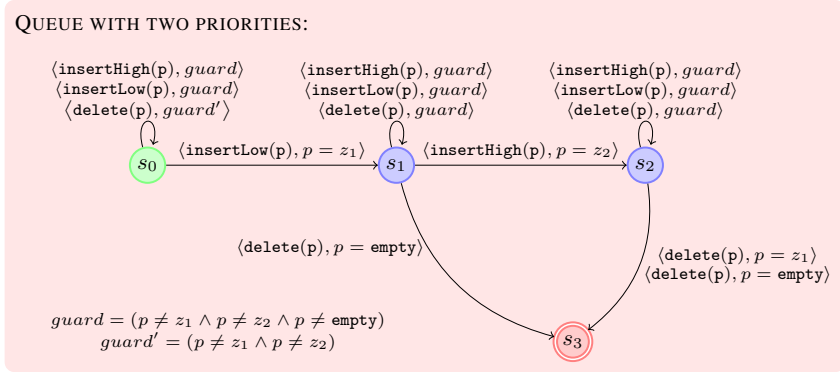 QUEUE WITH TWO PRIORITIES:
⟨insertHigh(p), guard⟩
⟨insertLow(p), guard⟩
⟨delete(p), guard′⟩
⟨insertHigh(p), guard⟩
⟨insertLow(p), guard⟩
⟨delete(p), guard⟩
⟨insertHigh(p), guard⟩
⟨insertLow(p), guard⟩
⟨delete(p), guard⟩
s₀
⟨insertLow(p), p = z₁⟩
s₁
⟨insertHigh(p), p = z₂⟩
s₂
⟨delete(p), p = empty⟩
⟨delete(p), p = z₁⟩
⟨delete(p), p = empty⟩
guard = (p ≠ z₁ ∧ p ≠ z₂ ∧ p ≠ empty)
guard′ = (p ≠ z₁ ∧ p ≠ z₂)
s₃